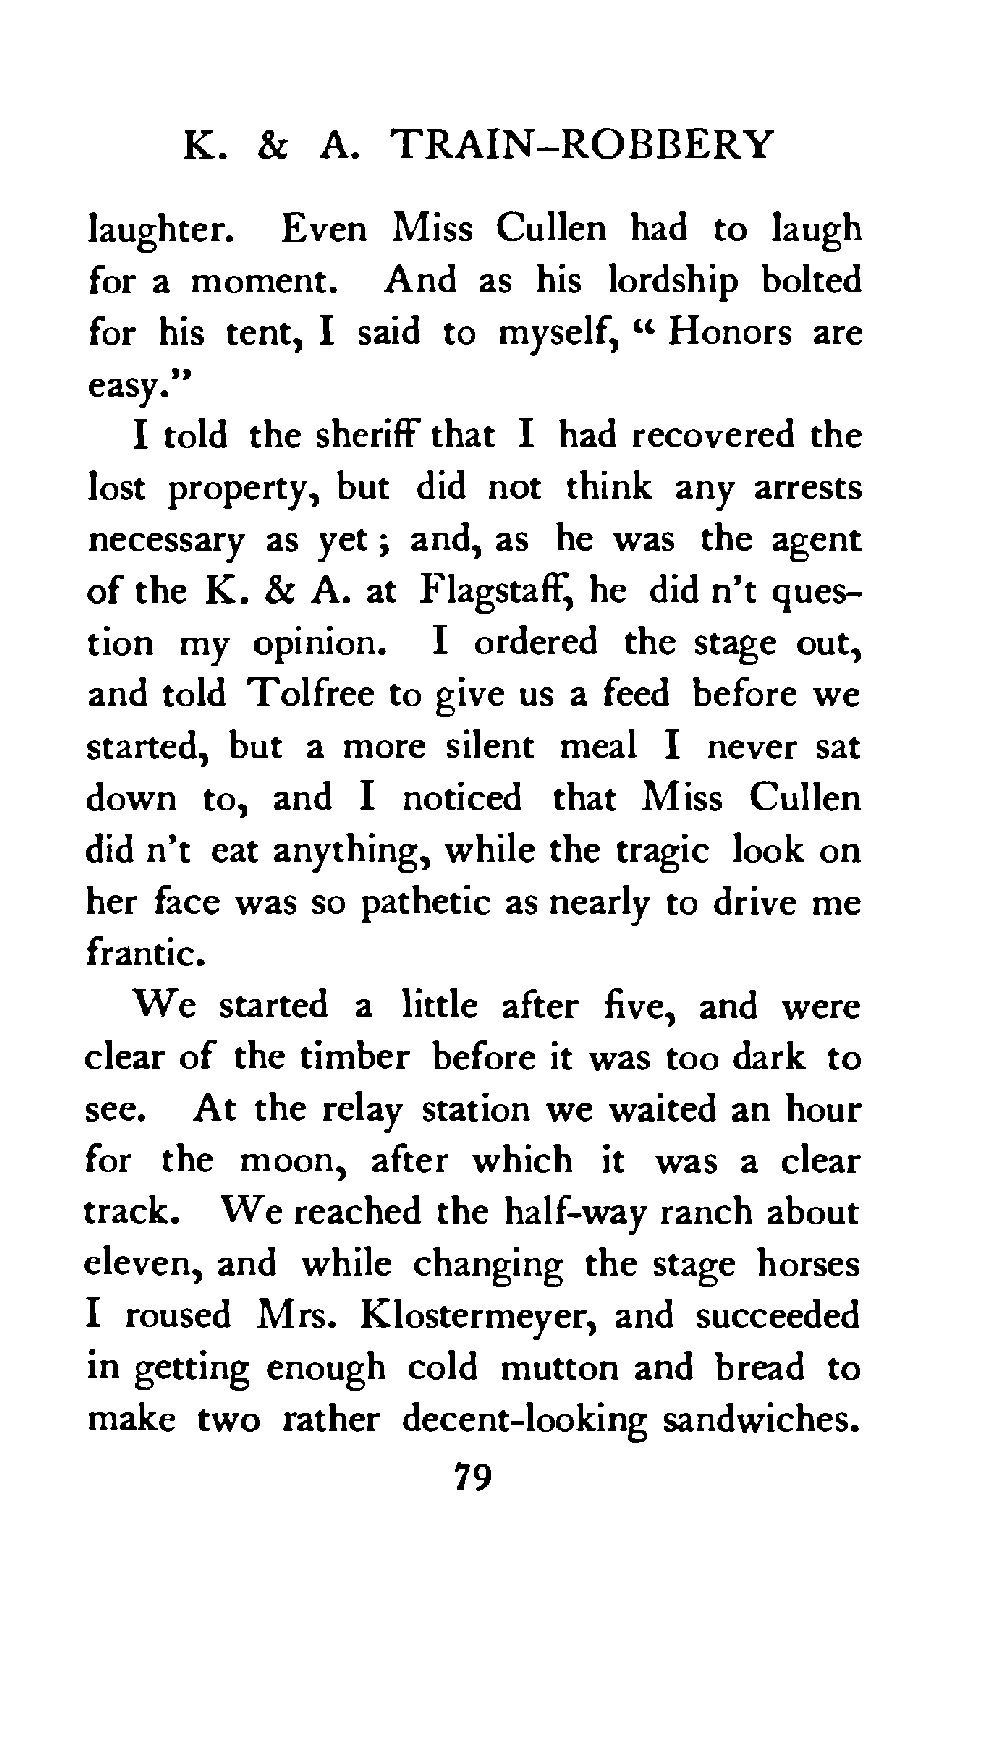 K. & A. TRAIN-ROBBERY
laughter. Even Miss Cullen had to laugh
for a moment. And as his lordship bolted
for his tent, I said to myself, “ Honors are
easy.”
I told the sheriff that I had recovered the
lost property, but did not think any arrests
necessary as yet ; and, as he was the agent
of the K. & A. at Flagstaff, he did n’t ques-
tion my opinion. I ordered the stage out,
and told Tolfree to give us a feed before we
started, but a more silent meal I never sat
down to, and I noticed that Miss Cullen
did n’t eat anything, while the tragic look on
her face was so pathetic as nearly to drive me
frantic.
We started a little after five, and were
clear of the timber before it was too dark to
see. At the relay station we waited an hour
for the moon, after which it was a clear
track. We reached the half-way ranch about
eleven, and while changing the stage horses
I roused Mrs. Klostermeyer, and succeeded
in getting enough cold mutton and bread to
make two rather decent-looking sandwiches.
79